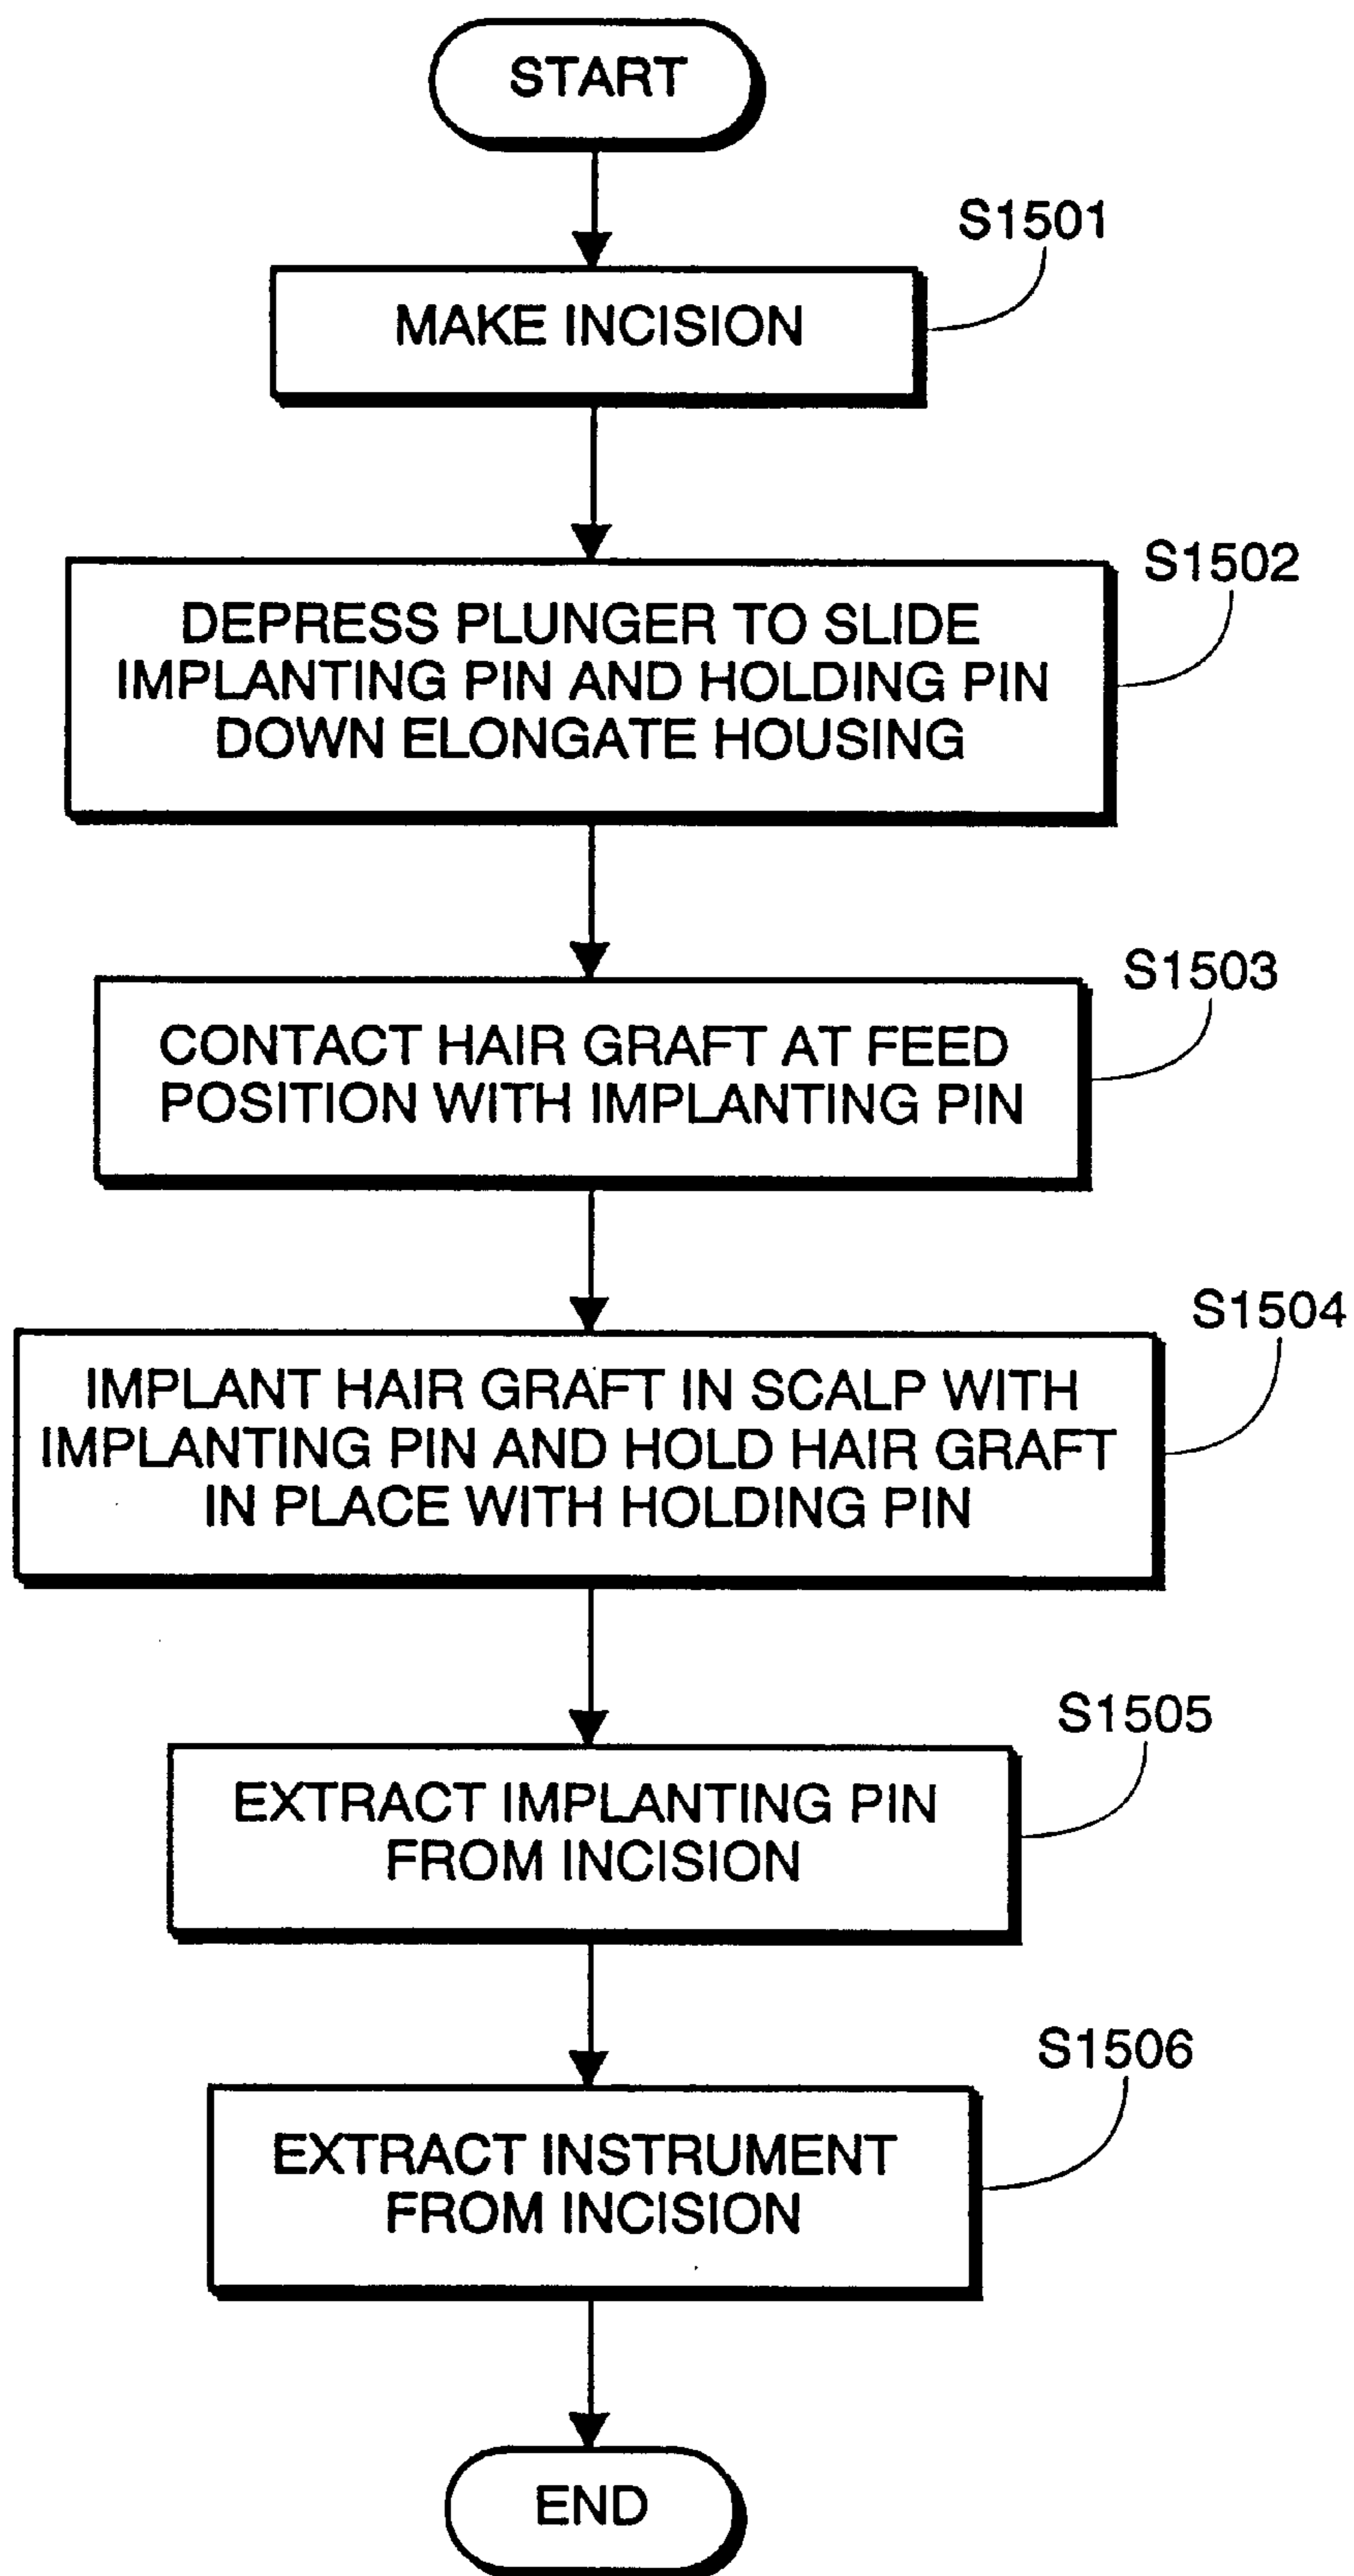 START
S1501
MAKE INCISION
S1502
DEPRESS PLUNGER TO SLIDE
IMPLANTING PIN AND HOLDING PIN
DOWN ELONGATE HOUSING
S1503
CONTACT HAIR GRAFT AT FEED
POSITION WITH IMPLANTING PIN
S1504
IMPLANT HAIR GRAFT IN SCALP WITH
IMPLANTING PIN AND HOLD HAIR GRAFT
IN PLACE WITH HOLDING PIN
S1505
EXTRACT IMPLANTING PIN
FROM INCISION
S1506
EXTRACT INSTRUMENT
FROM INCISION
END